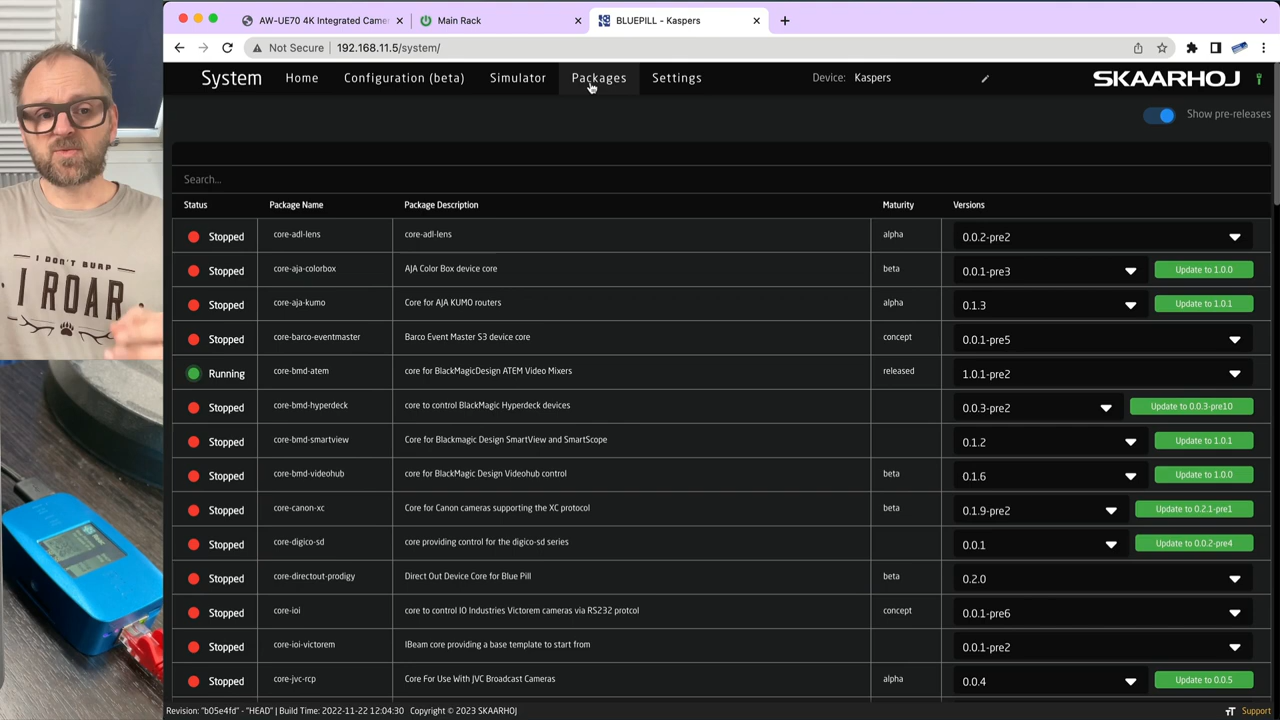 AW-UE70 4K Integrated Came
Main Rack
BLUEPILL - Kaspers
Not Secure
192.168.11.5/system/
System
Home
Configuration (beta)
Simulator
Packages
Settings
Device: Kaspers
SKAARHOJ
Show pre-releases
Search...
Status Package Name Package Description Maturity Versions
Stopped core-adl-lens core-adl-lens alpha 0.0.2-pre2
Stopped core-aja-colorbox AJA Color Box device core beta 0.0.1-pre3 Update to 1.0.0
Stopped core-aja-kumo Core for AJA KUMO routers alpha 0.1.3 Update to 1.0.1
Stopped core-barco-eventmaster Barco Event Master S3 device core concept 0.0.1-pre5
Running core-bmd-atem core for BlackMagicDesign ATEM Video Mixers released 1.0.1-pre2
Stopped core-bmd-hyperdeck core to control BlackMagic Hyperdeck devices 0.0.3-pre2 Update to 0.0.3-pre10
Stopped core-bmd-smartview Core for Blackmagic Design SmartView and SmartScope 0.1.2 Update to 1.0.1
Stopped core-bmd-videohub core for BlackMagic Design Videohub control beta 0.1.6 Update to 1.0.0
Stopped core-canon-xc Core for Canon cameras supporting the XC protocol beta 0.1.9-pre2 Update to 0.2.1-pre1
Stopped core-digico-sd core providing control for the digico-sd series 0.0.1 Update to 0.0.2-pre4
Stopped core-directout-prodigy Direct Out Device Core for Blue Pill beta 0.2.0
Stopped core-ioi core to control IO Industries Victorem cameras via RS232 protcol concept 0.0.1-pre6
Stopped core-ioi-victorem IBeam core providing a base template to start from 0.0.1-pre2
Stopped core-jvc-rcp Core For Use With JVC Broadcast Cameras alpha 0.0.4 Update to 0.0.5
Revision: "b05e4fd" - "HEAD" | Build Time: 2022-11-22 12:04:30 | Copyright © 2023 SKAARHOJ
Support
I DON'T BURP
I ROAR